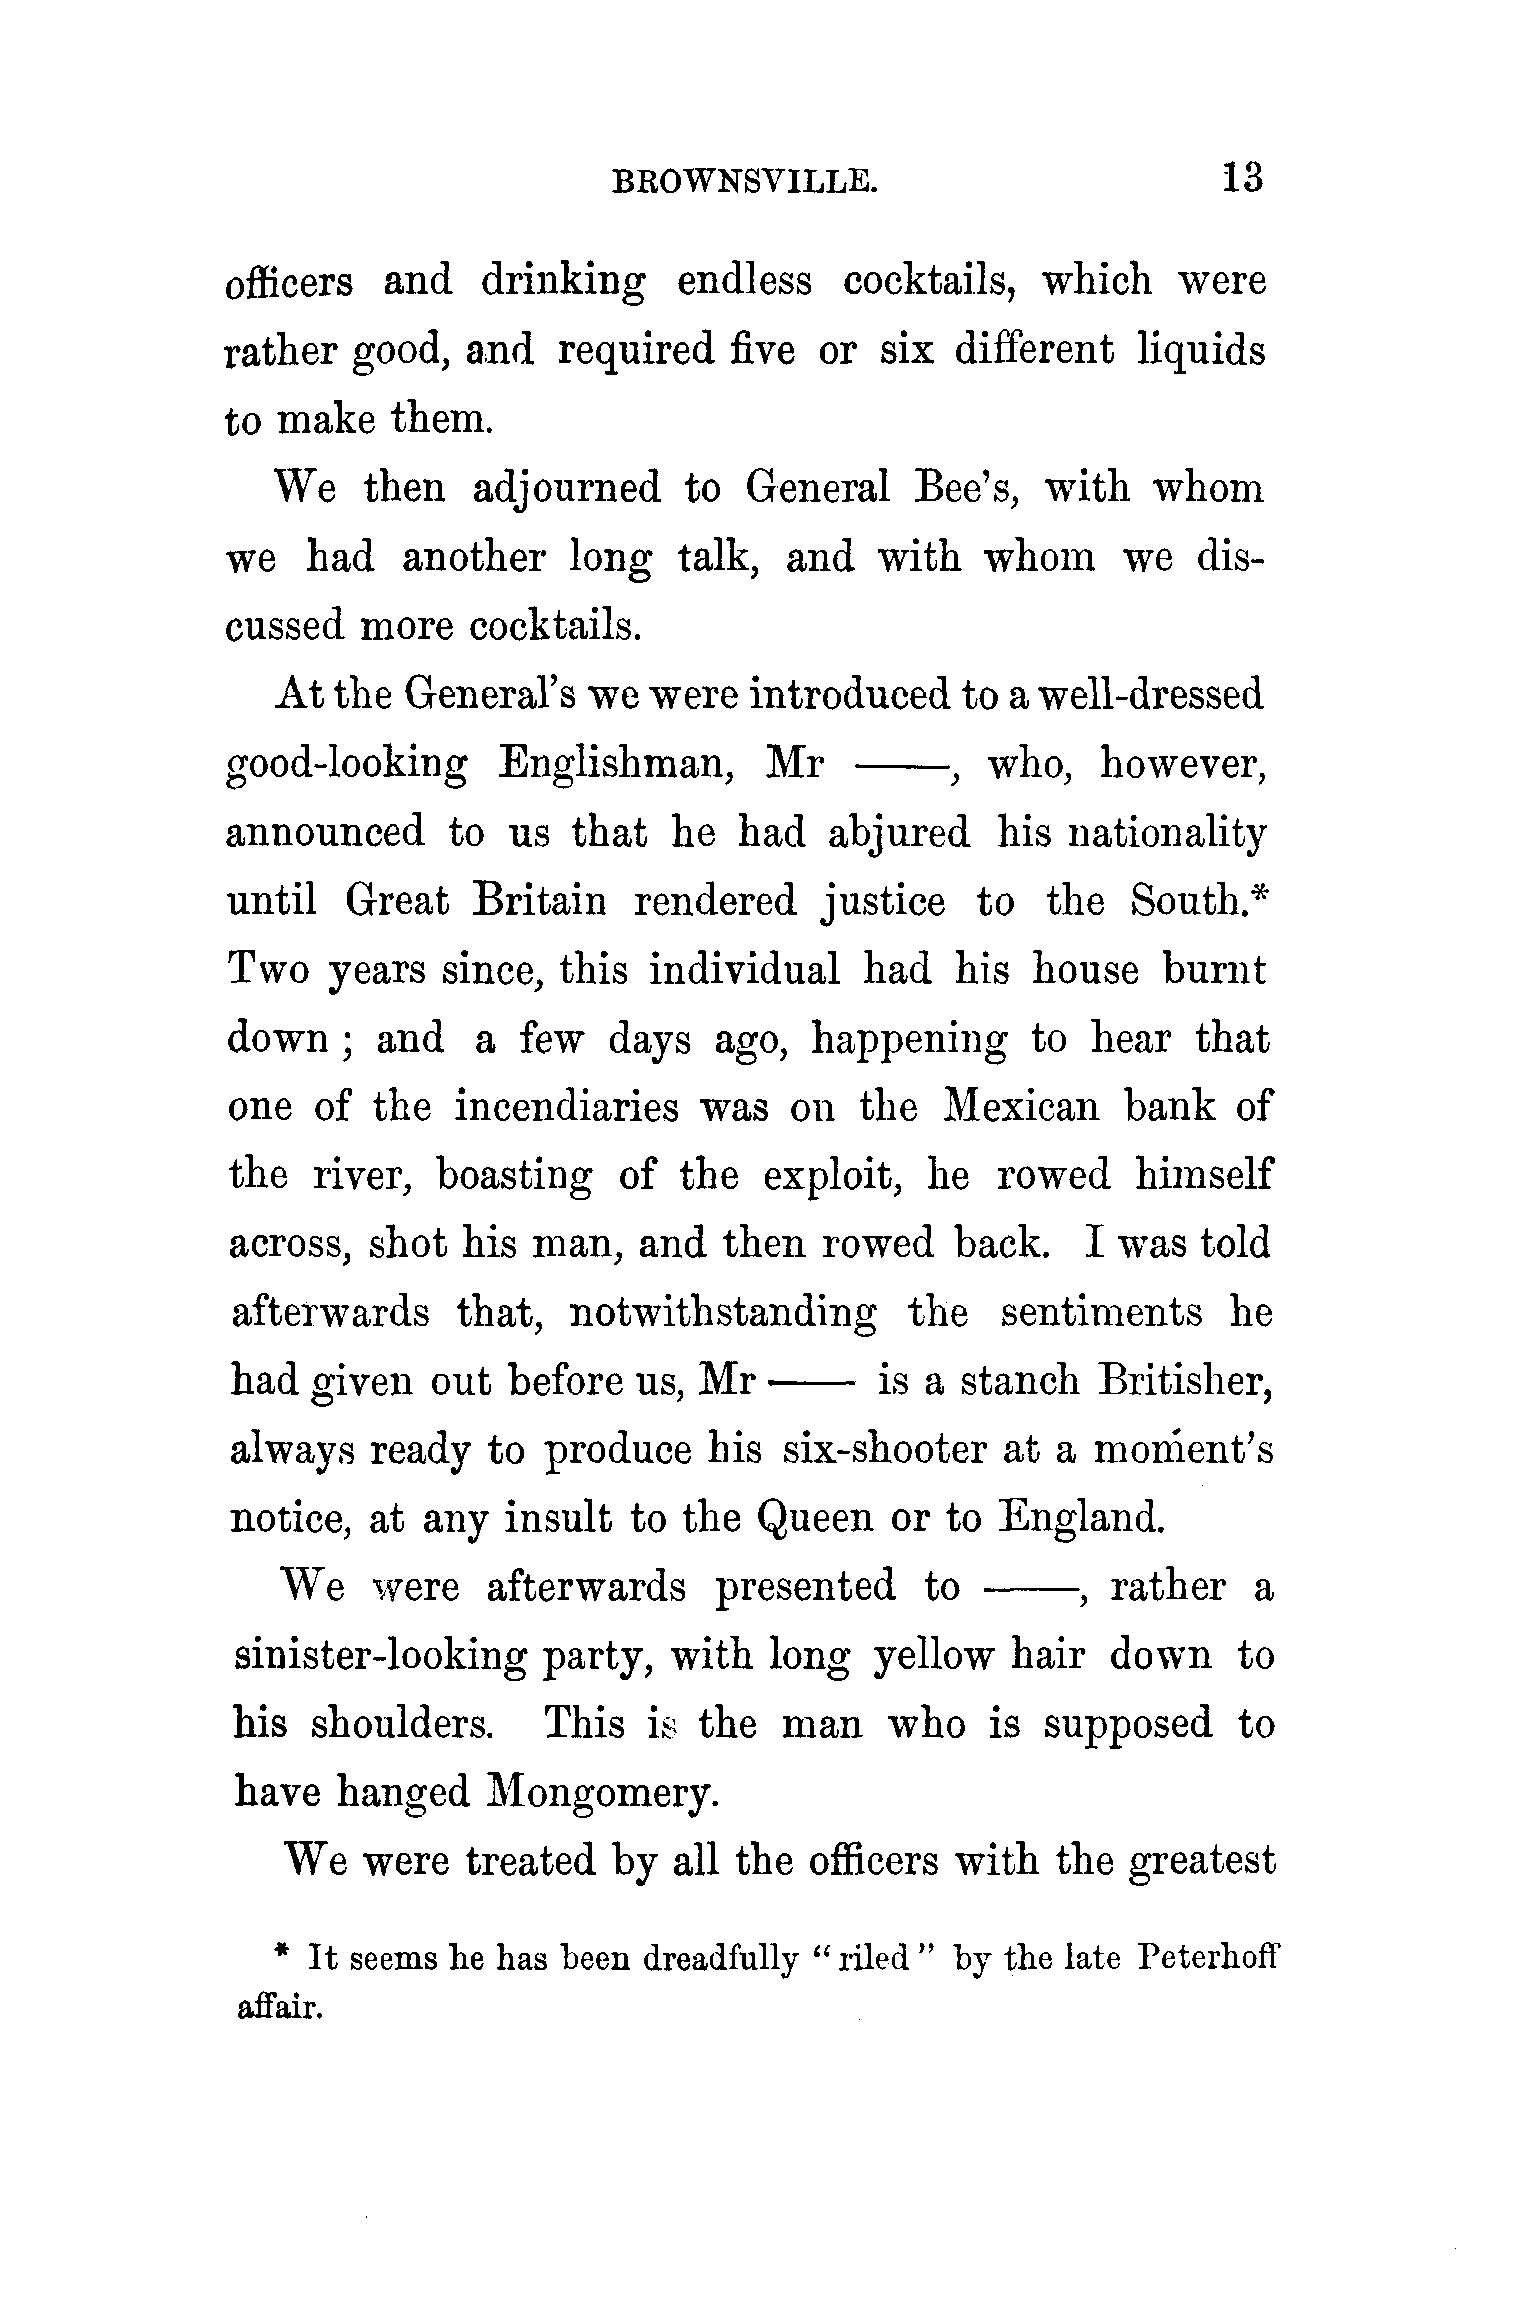 BROWNSVILLE. 13
officers and drinking endless cocktails, which were
rather good, and required five or six different liquids
to make them.
We then adjourned to General Bee's, with whom
we had another long talk, and with whom we dis-
cussed more cocktails.
At the General's we were introduced to a well-dressed
good-looking Englishman, Mr ——, who, however,
announced to us that he had abjured his nationality
until Great Britain rendered justice to the South.*
Two years since, this individual had his house burnt
down ; and a few days ago, happening to hear that
one of the incendiaries was on the Mexican bank of
the river, boasting of the exploit, he rowed himself
across, shot his man, and then rowed back. I was told
afterwards that, notwithstanding the sentiments he
had given out before us, Mr —— is a stanch Britisher,
always ready to produce his six-shooter at a moment's
notice, at any insult to the Queen or to England.
We were afterwards presented to ——, rather a
sinister-looking party, with long yellow hair down to
his shoulders. This is the man who is supposed to
have hanged Mongomery.
We were treated by all the officers with the greatest
* It seems he has been dreadfully "riled" by the late Peterhoff
affair.